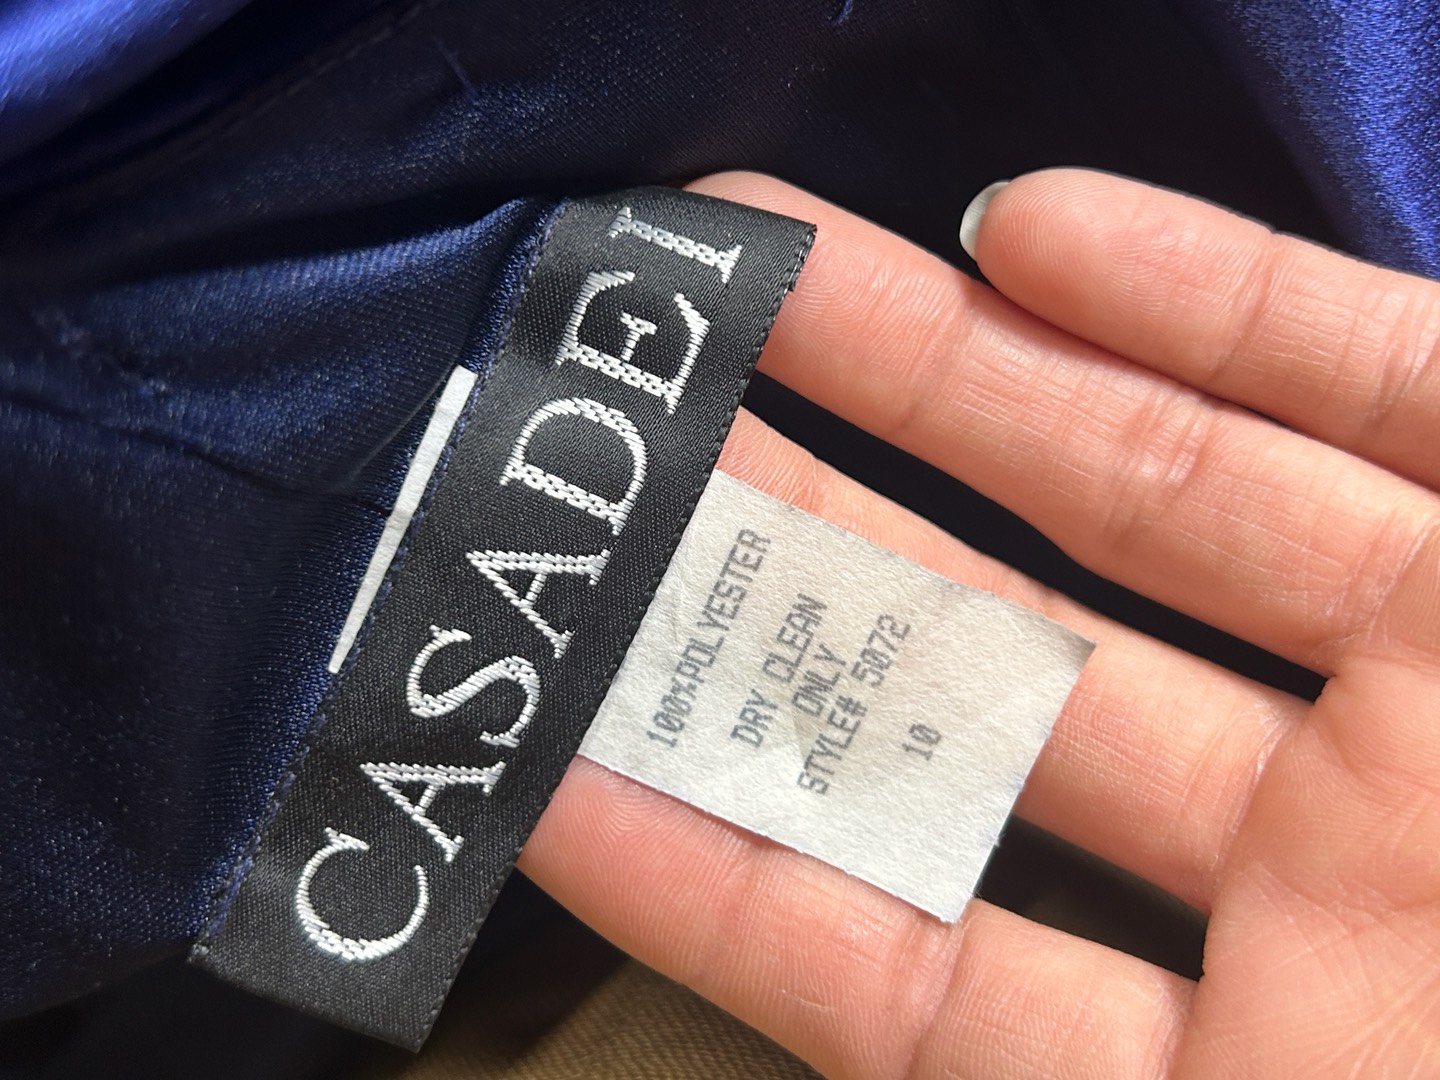 CASADEI
100%POLYESTER
DRY CLEAN
ONLY
STYLE# 5072
10